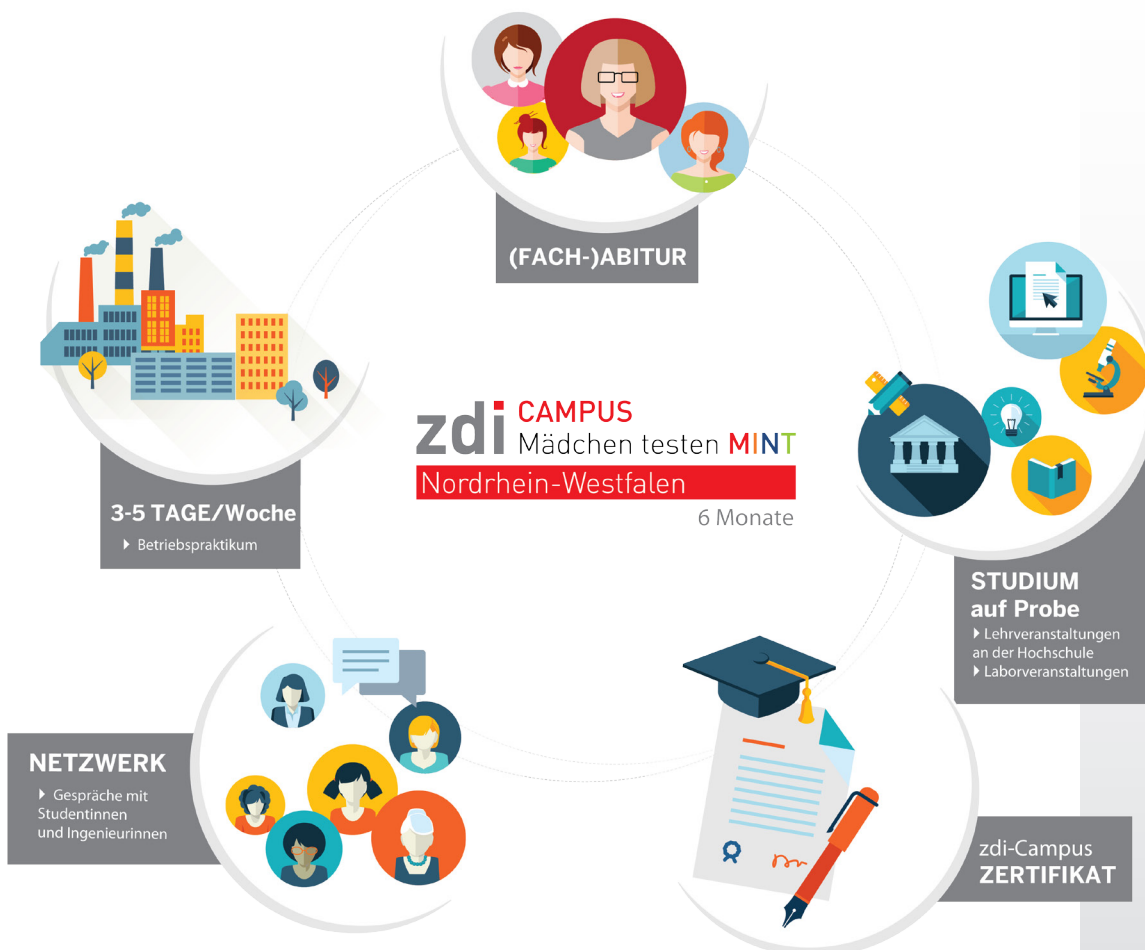 (FACH-)ABITUR
zdi CAMPUS
Mädchen testen MINT
Nordrhein-Westfalen
6 Monate
3-5 TAGE/Woche
Betriebspraktikum
STUDIUM
auf Probe
Lehrveranstaltungen
an der Hochschule
Laborveranstaltungen
NETZWERK
Gespräche mit
Studentinnen
und Ingenieurinnen
zdi-Campus
ZERTIFIKAT